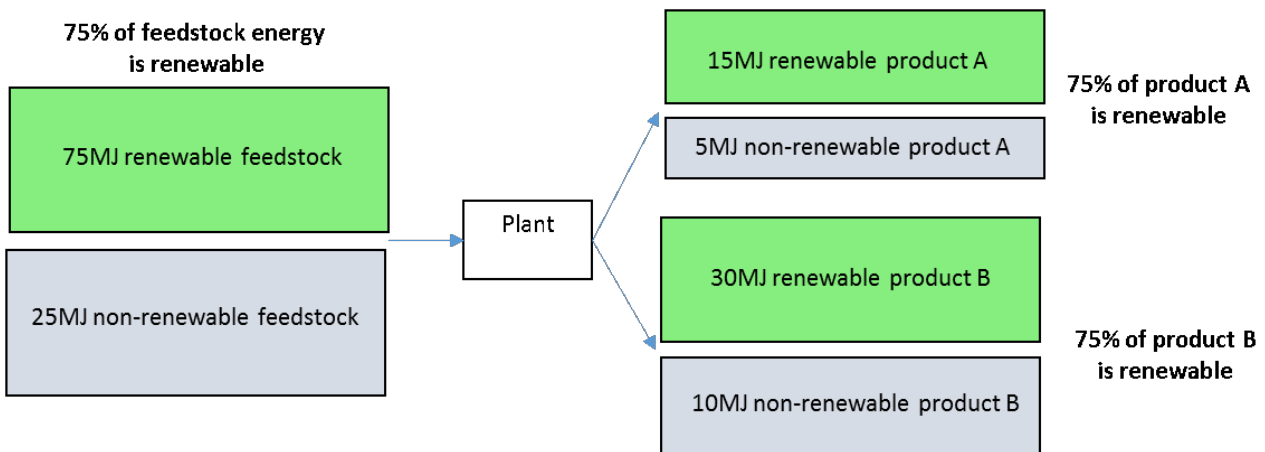 75% of feedstock energy
is renewable
75MJ renewable feedstock
25MJ non-renewable feedstock
Plant
15MJ renewable product A
5MJ non-renewable product A
75% of product A
is renewable
30MJ renewable product B
10MJ non-renewable product B
75% of product B
is renewable